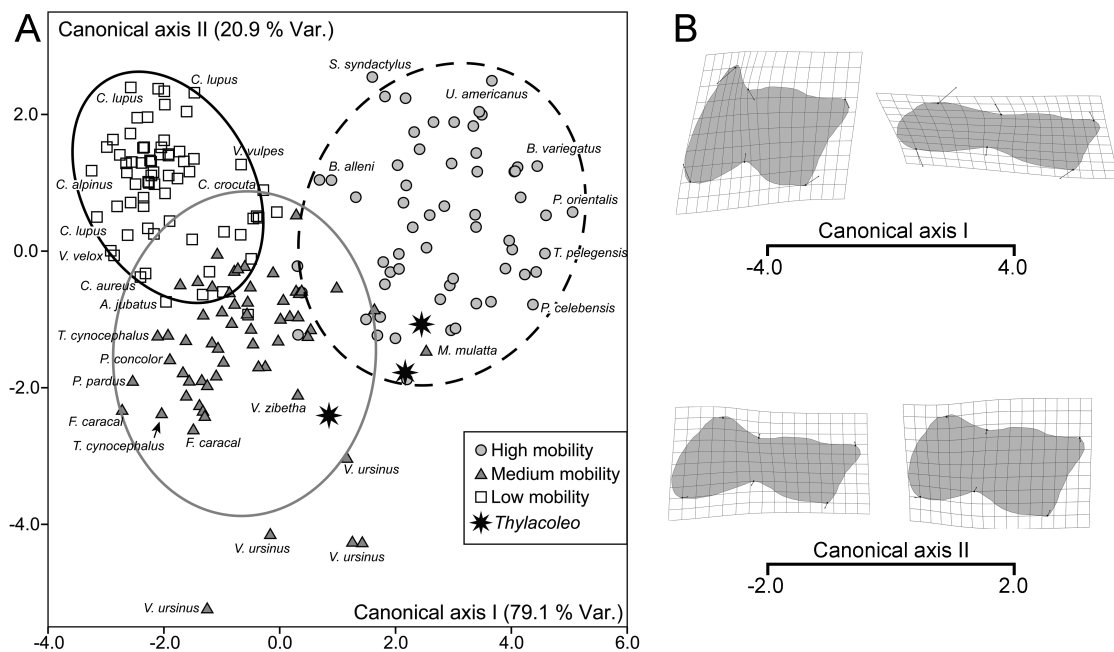 A
Canonical axis II (20.9 % Var.)
S. syndactylus
C. lupus
U. americanus
C. lupus
V. vulpes
B. variegatus
B. alleni
C. alpinus
C. crocuta
P. orientalis
C. lupus
V. velox
T. pelegensis
C. aureus
A. jubatus
P. celebensis
T. cynocephalus
M. mulatta
P. concolor
P. pardus
V. zibetha
F. caracal
T. cynocephalus
F. caracal
V. ursinus
V. ursinus
V. ursinus
V. ursinus
High mobility
Medium mobility
Low mobility
Thylacoleo
Canonical axis I (79.1 % Var.)
2.0
0.0
-2.0
-4.0
-4.0 -2.0 0.0 2.0 4.0 6.0
B
Canonical axis I
-4.0 4.0
Canonical axis II
-2.0 2.0